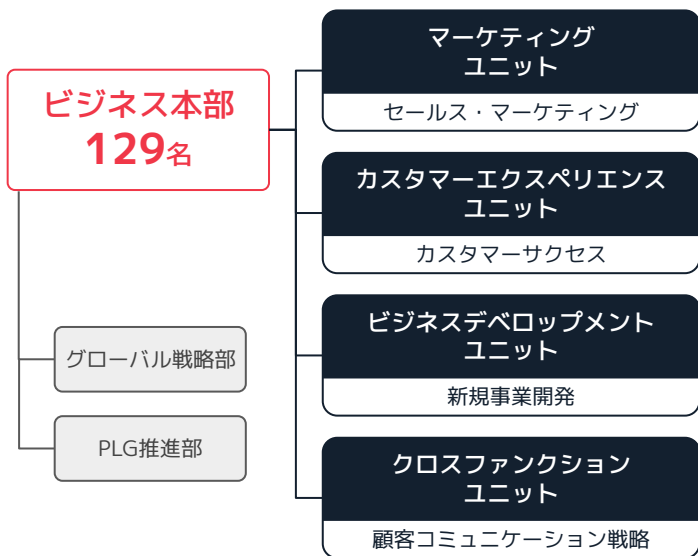 ビジネス本部
129名
グローバル戦略部
PLG推進部
マーケティング
ユニット
セールス・マーケティング
カスタマーエクスペリエンス
ユニット
カスタマーサクセス
ビジネスデベロップメント
ユニット
新規事業開発
クロスファンクション
ユニット
顧客コミュニケーション戦略